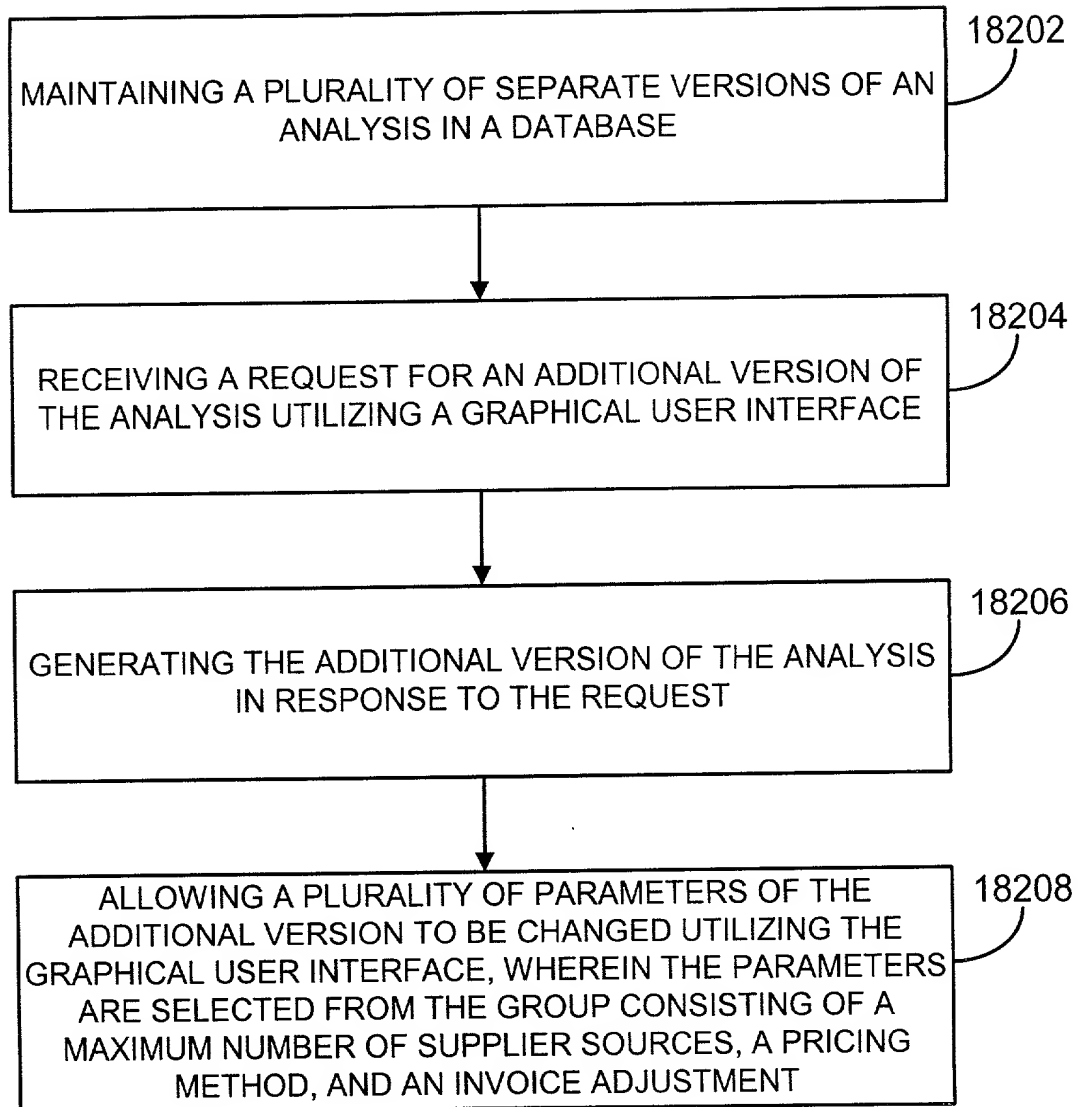 18202
MAINTAINING A PLURALITY OF SEPARATE VERSIONS OF AN
ANALYSIS IN A DATABASE
18204
RECEIVING A REQUEST FOR AN ADDITIONAL VERSION OF
THE ANALYSIS UTILIZING A GRAPHICAL USER INTERFACE
18206
GENERATING THE ADDITIONAL VERSION OF THE ANALYSIS
IN RESPONSE TO THE REQUEST
18208
ALLOWING A PLURALITY OF PARAMETERS OF THE
ADDITIONAL VERSION TO BE CHANGED UTILIZING THE
GRAPHICAL USER INTERFACE, WHEREIN THE PARAMETERS
ARE SELECTED FROM THE GROUP CONSISTING OF A
MAXIMUM NUMBER OF SUPPLIER SOURCES, A PRICING
METHOD, AND AN INVOICE ADJUSTMENT